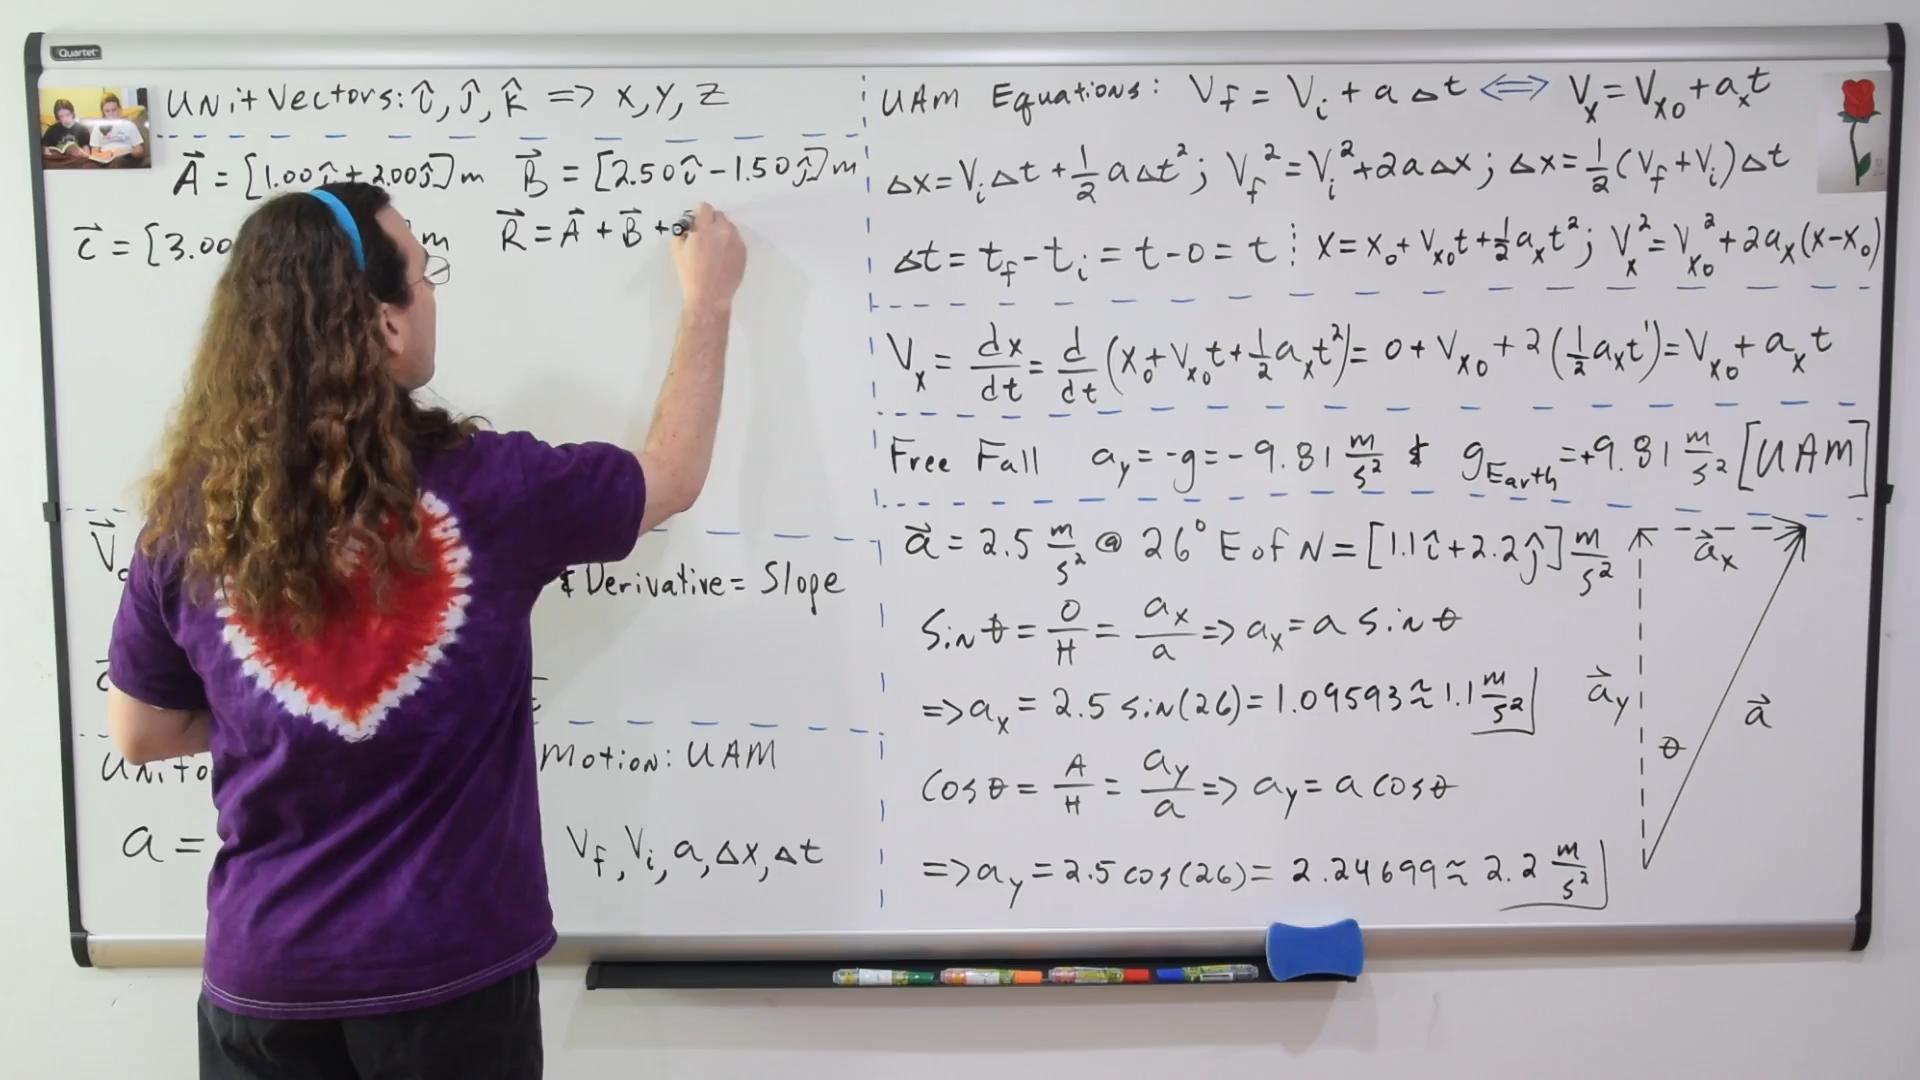 Quartet
Unit Vectors: î, ĵ, k̂ => x, y, z
A⃗ = [1.00î + 2.00ĵ] m B⃗ = [2.50î - 1.50ĵ] m
C⃗ = [3.00 m R⃗ = A⃗ + B⃗ +
& Derivative = Slope
Motion: UAM
a =
V_f, V_i, a, Δx, Δt
UAM Equations: V_f = V_i + a Δt <=> V_x = V_x0 + a_x t
Δx = V_i Δt + 1/2 a Δt²; V_f² = V_i² + 2aΔx; Δx = 1/2 (V_f + V_i) Δt
Δt = t_f - t_i = t - 0 = t ⋮ x = x_0 + V_x0 t + 1/2 a_x t²; V_x² = V_x0² + 2a_x (x - x_0)
V_x = dx/dt = d/dt (x_0 + V_x0 t + 1/2 a_x t²) = 0 + V_x0 + 2(1/2 a_x t¹) = V_x0 + a_x t
Free Fall a_y = -g = -9.81 m/s² & g_Earth = +9.81 m/s² [UAM]
a⃗ = 2.5 m/s² @ 26° E of N = [1.1î + 2.2ĵ] m/s²
a⃗_x
sin θ = O/H = a_x/a => a_x = a sin θ
=> a_x = 2.5 sin(26) = 1.09593 ≈ 1.1 m/s²
a⃗_y
a⃗
θ
cos θ = A/H = a_y/a => a_y = a cos θ
=> a_y = 2.5 cos(26) = 2.24699 ≈ 2.2 m/s²